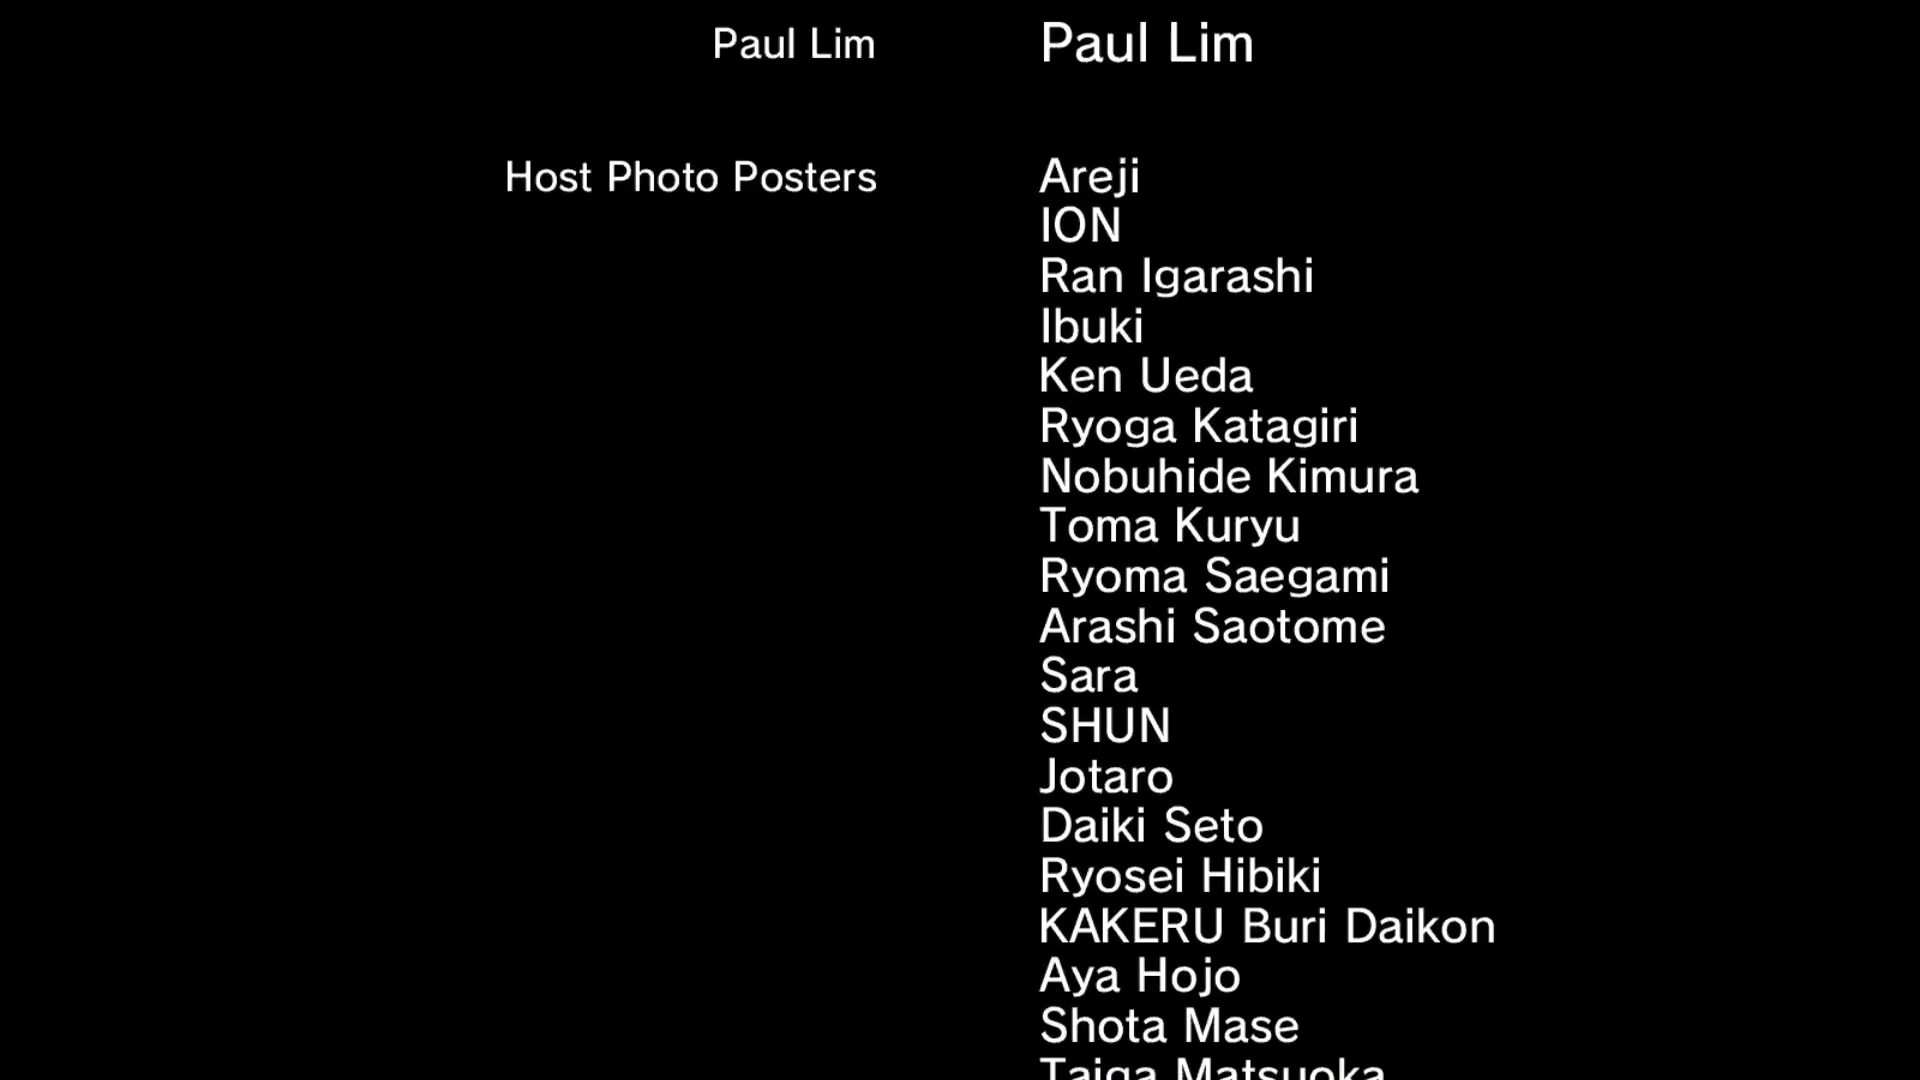 Paul Lim Paul Lim
Host Photo Posters Areji
ION
Ran Igarashi
Ibuki
Ken Ueda
Ryoga Katagiri
Nobuhide Kimura
Toma Kuryu
Ryoma Saegami
Arashi Saotome
Sara
SHUN
Jotaro
Daiki Seto
Ryosei Hibiki
KAKERU Buri Daikon
Aya Hojo
Shota Mase
Taiga Matsuoka